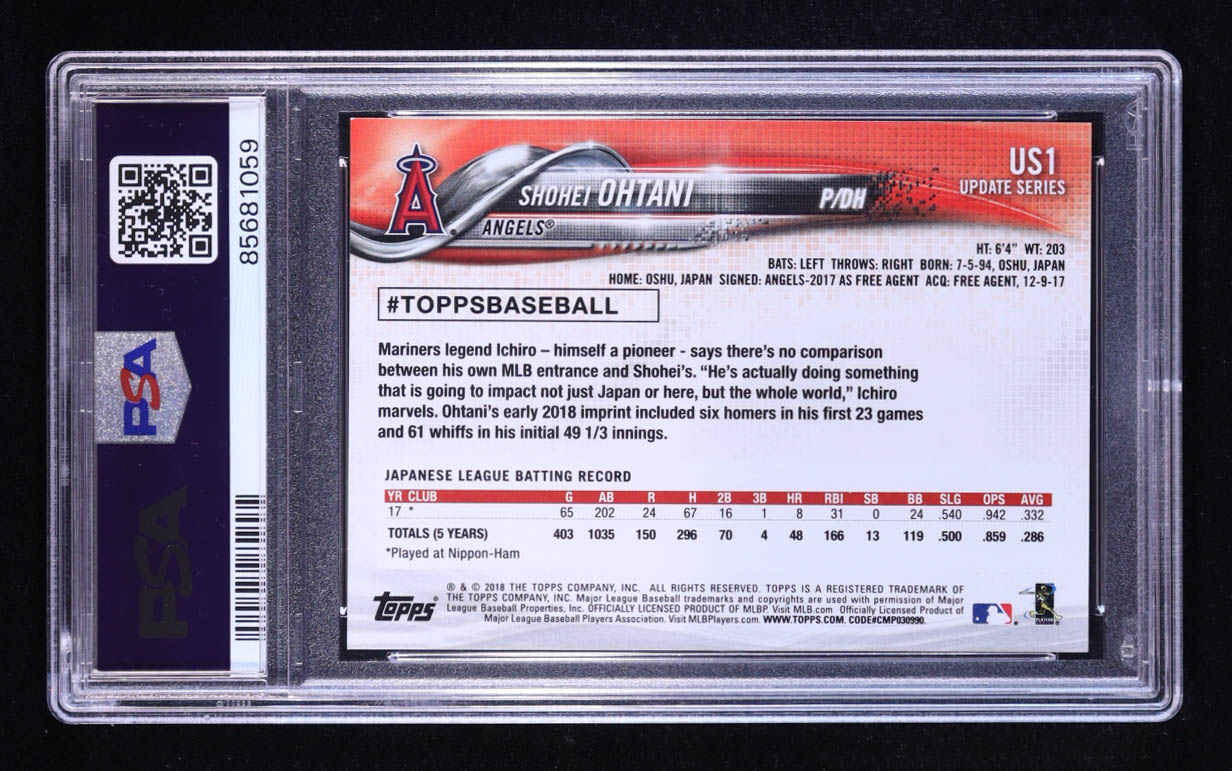 85681059
PSA
PSA
A
SHOHEI OHTANI
P/DH
ANGELS®
US1
UPDATE SERIES
HT: 6'4" WT: 203
BATS: LEFT THROWS: RIGHT BORN: 7-5-94, OSHU, JAPAN
HOME: OSHU, JAPAN SIGNED: ANGELS-2017 AS FREE AGENT ACQ: FREE AGENT, 12-9-17
#TOPPSBASEBALL
Mariners legend Ichiro – himself a pioneer - says there's no comparison
between his own MLB entrance and Shohei's. “He's actually doing something
that is going to impact not just Japan or here, but the whole world,” Ichiro
marvels. Ohtani's early 2018 imprint included six homers in his first 23 games
and 61 whiffs in his initial 49 1/3 innings.
JAPANESE LEAGUE BATTING RECORD
YR CLUB G AB R H 2B 3B HR RBI SB BB SLG OPS AVG
17 * 65 202 24 67 16 1 8 31 0 24 .540 .942 .332
TOTALS (5 YEARS) 403 1035 150 296 70 4 48 166 13 119 .500 .859 .286
*Played at Nippon-Ham
Topps®
® & © 2018 THE TOPPS COMPANY, INC. ALL RIGHTS RESERVED. TOPPS IS A REGISTERED TRADEMARK OF
THE TOPPS COMPANY, INC. Major League Baseball trademarks and copyrights are used with permission of Major
League Baseball Properties, Inc. OFFICIALLY LICENSED PRODUCT OF MLBP. Visit MLB.com Officially Licensed Product of
Major League Baseball Players Association. Visit MLBPlayers.com. WWW.TOPPS.COM. CODE#CMP030990.
PLAYERS